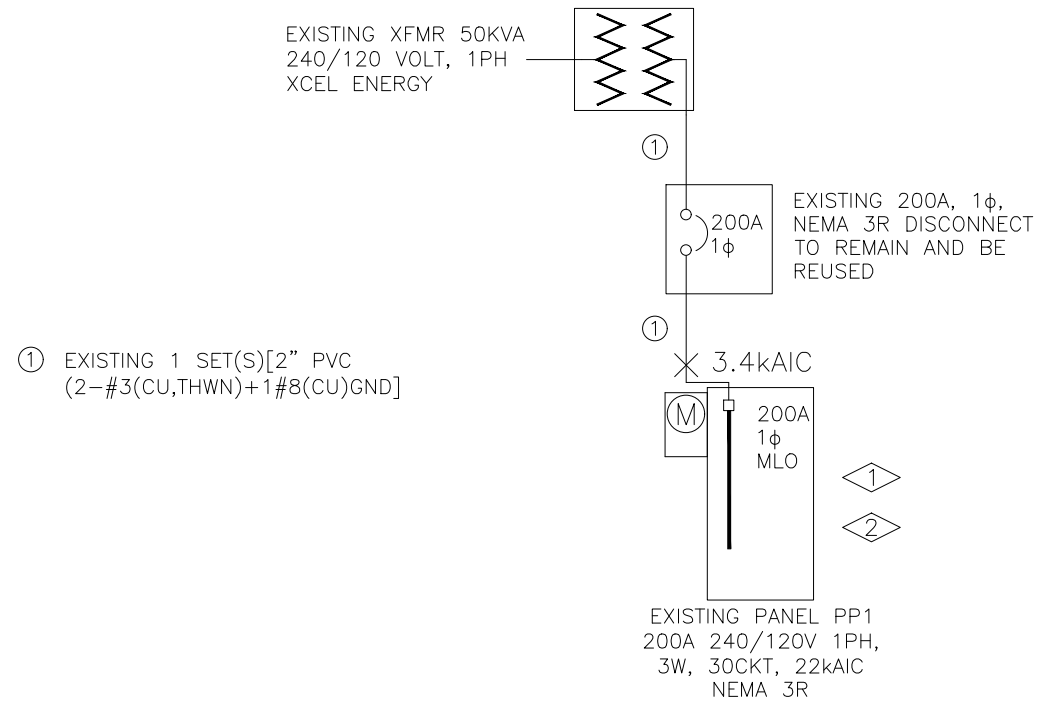 EXISTING XFMR 50KVA
240/120 VOLT, 1PH
XCEL ENERGY
1
200A
1ϕ
EXISTING 200A, 1ϕ,
NEMA 3R DISCONNECT
TO REMAIN AND BE
REUSED
1
1 EXISTING 1 SET(S)[2" PVC
(2-#3(CU,THWN)+1#8(CU)GND]
3.4kAIC
M
200A
1ϕ
MLO
1
2
EXISTING PANEL PP1
200A 240/120V 1PH,
3W, 30CKT, 22kAIC
NEMA 3R